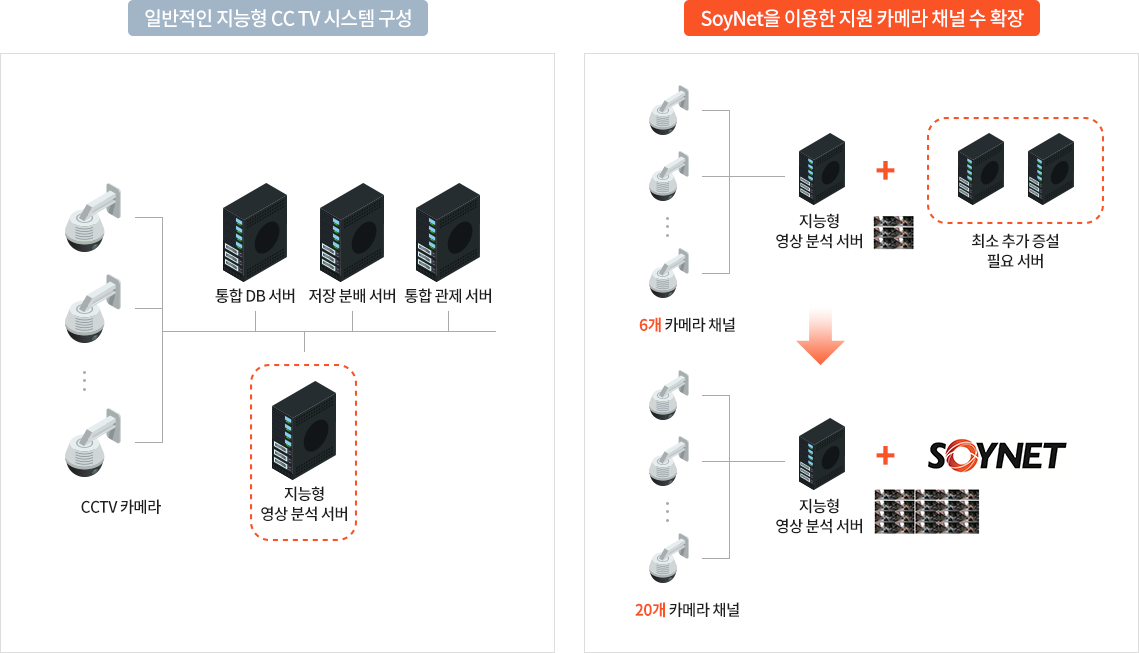 일반적인 지능형 CC TV 시스템 구성
통합 DB 서버
저장 분배 서버
통합 관제 서버
지능형
영상 분석 서버
CCTV 카메라
SoyNet을 이용한 지원 카메라 채널 수 확장
지능형
영상 분석 서버
+
최소 추가 증설
필요 서버
6개 카메라 채널
지능형
영상 분석 서버
+
SOYNET
20개 카메라 채널